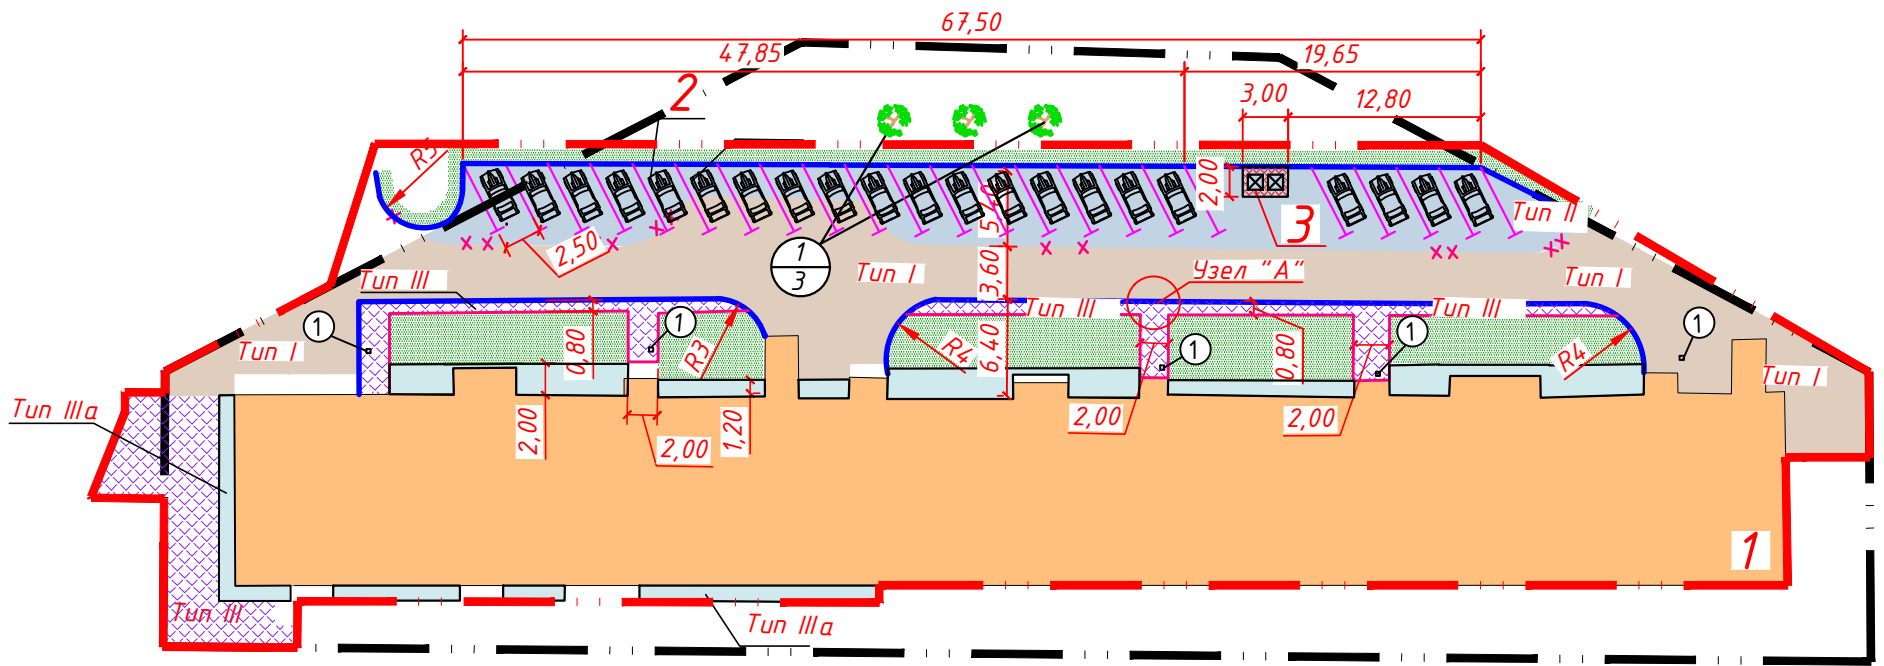 67,50
47,85
19,65
2
3,00
12,80
R5
2,00
5,40
Тип II
3
2,50
1
3
Тип I
3,60
Узел "А"
Тип I
Тип III
Тип III
Тип III
1
1
1
1
1
Тип I
0,80
R3
R4
6,40
0,80
R4
Тип I
Тип IIIа
2,00
2,00
1,20
2,00
2,00
1
Тип III
Тип IIIа